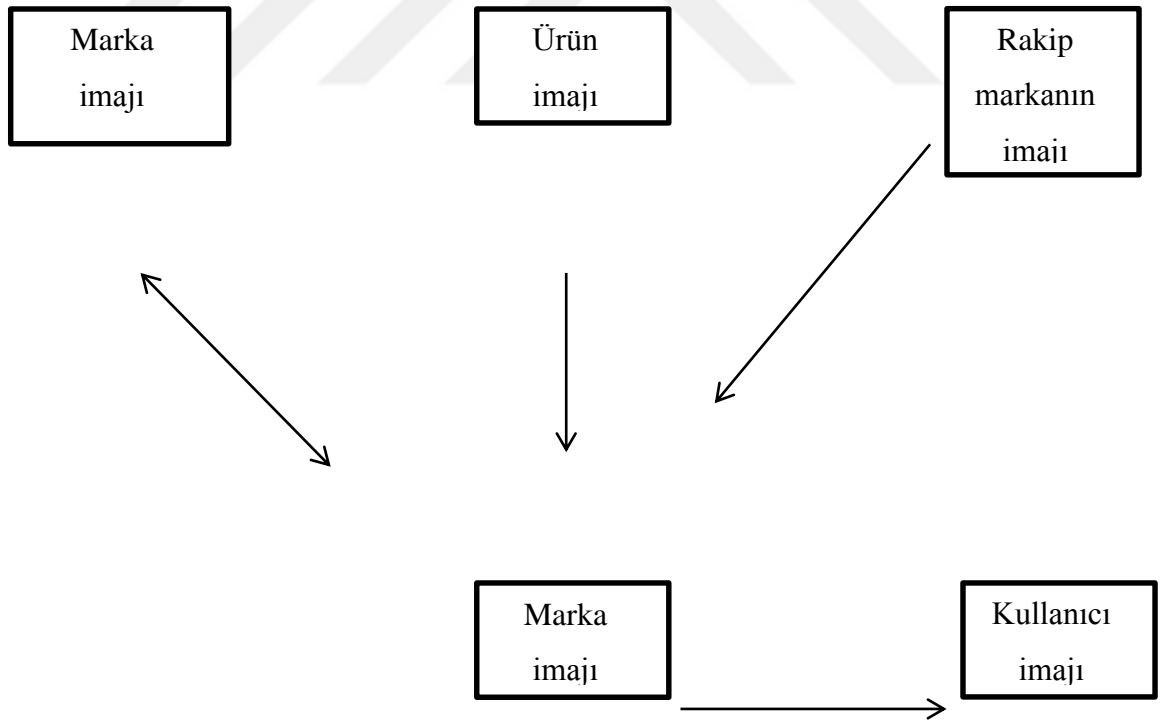 Marka
imajı
Ürün
imajı
Rakip
markanın
imajı
Marka
imajı
Kullanıcı
imajı